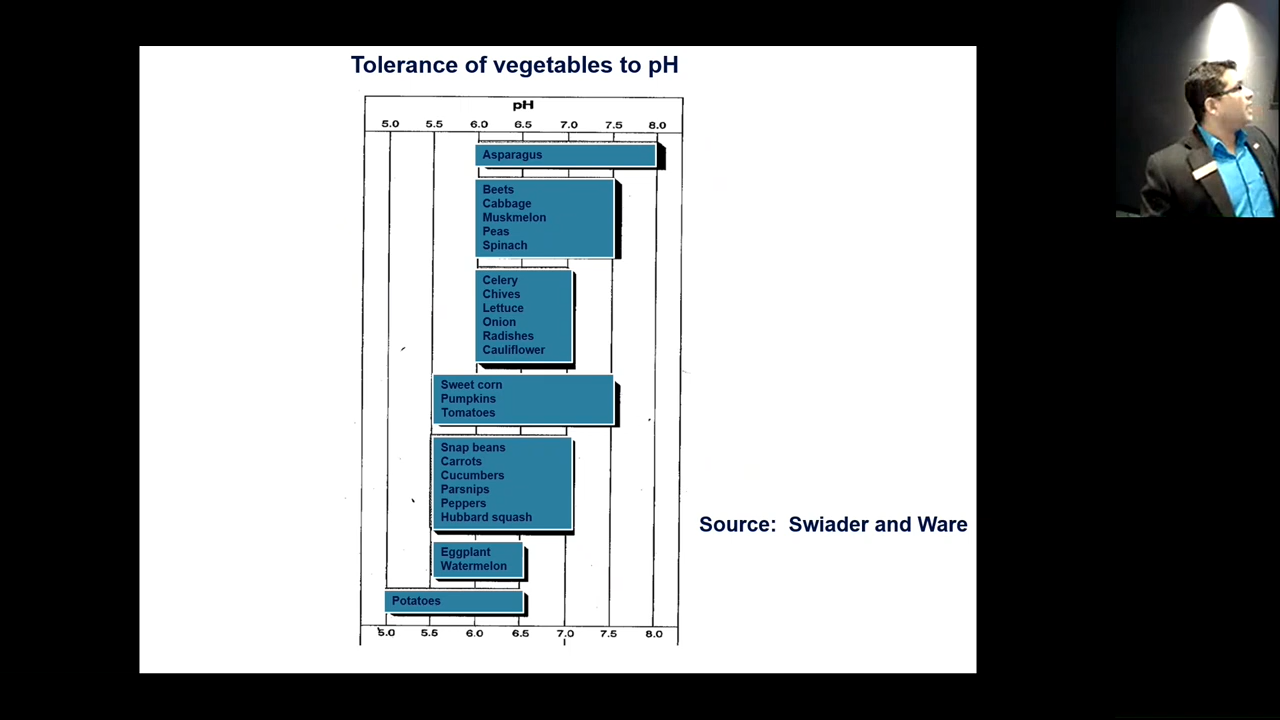 Tolerance of vegetables to pH
pH
5.0 5.5 6.0 6.5 7.0 7.5 8.0
Asparagus
Beets
Cabbage
Muskmelon
Peas
Spinach
Celery
Chives
Lettuce
Onion
Radishes
Cauliflower
Sweet corn
Pumpkins
Tomatoes
Snap beans
Carrots
Cucumbers
Parsnips
Peppers
Hubbard squash
Source: Swiader and Ware
Eggplant
Watermelon
Potatoes
5.0 5.5 6.0 6.5 7.0 7.5 8.0